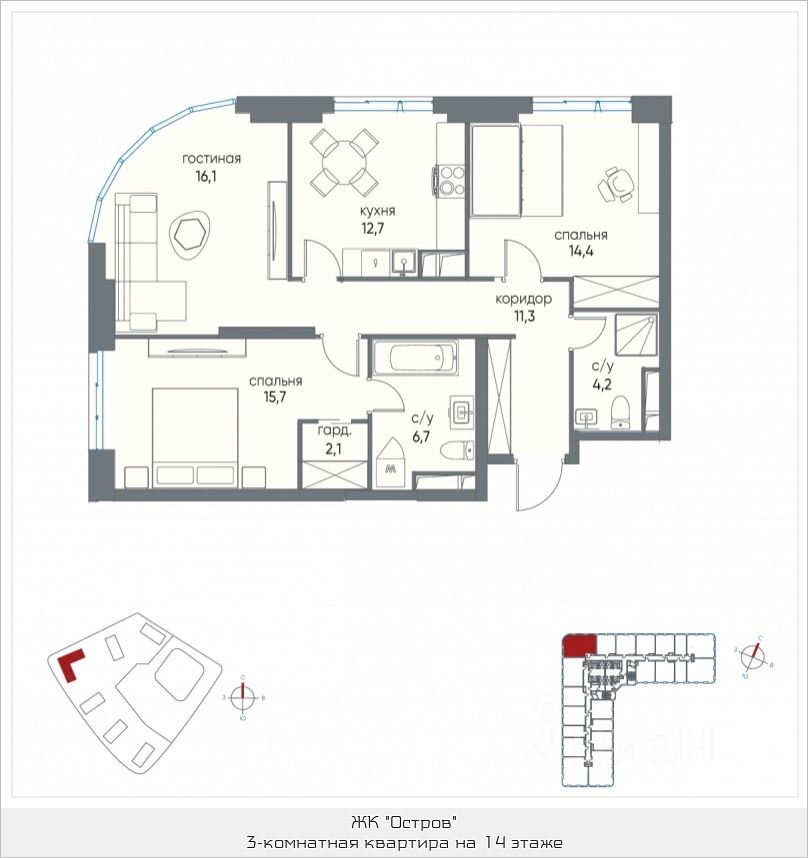 гостиная
16,1
кухня
12,7
спальня
14,4
коридор
11,3
с/у
4,2
спальня
15,7
гард.
2,1
с/у
6,7
W
С
З
В
Ю
С
З
В
Ю
циан
ЖК "Остров"
3-комнатная квартира на 14 этаже